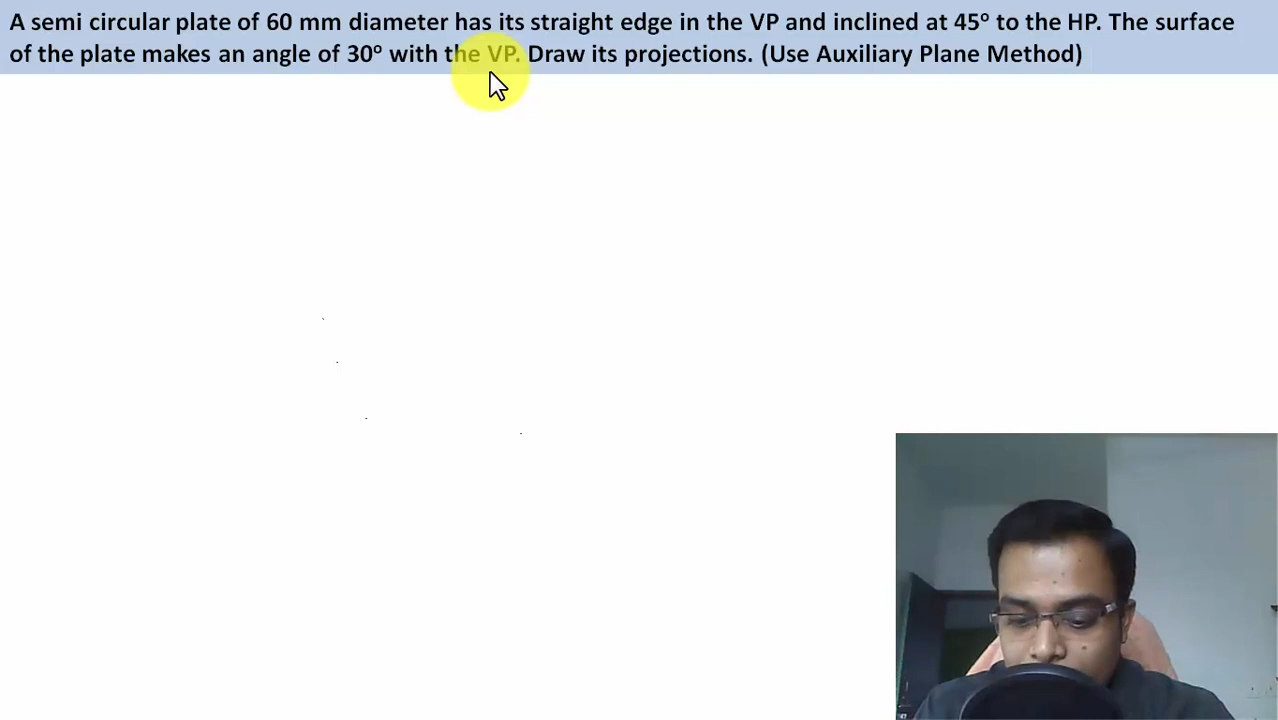 A semi circular plate of 60 mm diameter has its straight edge in the VP and inclined at 45º to the HP. The surface
of the plate makes an angle of 30º with the VP. Draw its projections. (Use Auxiliary Plane Method)